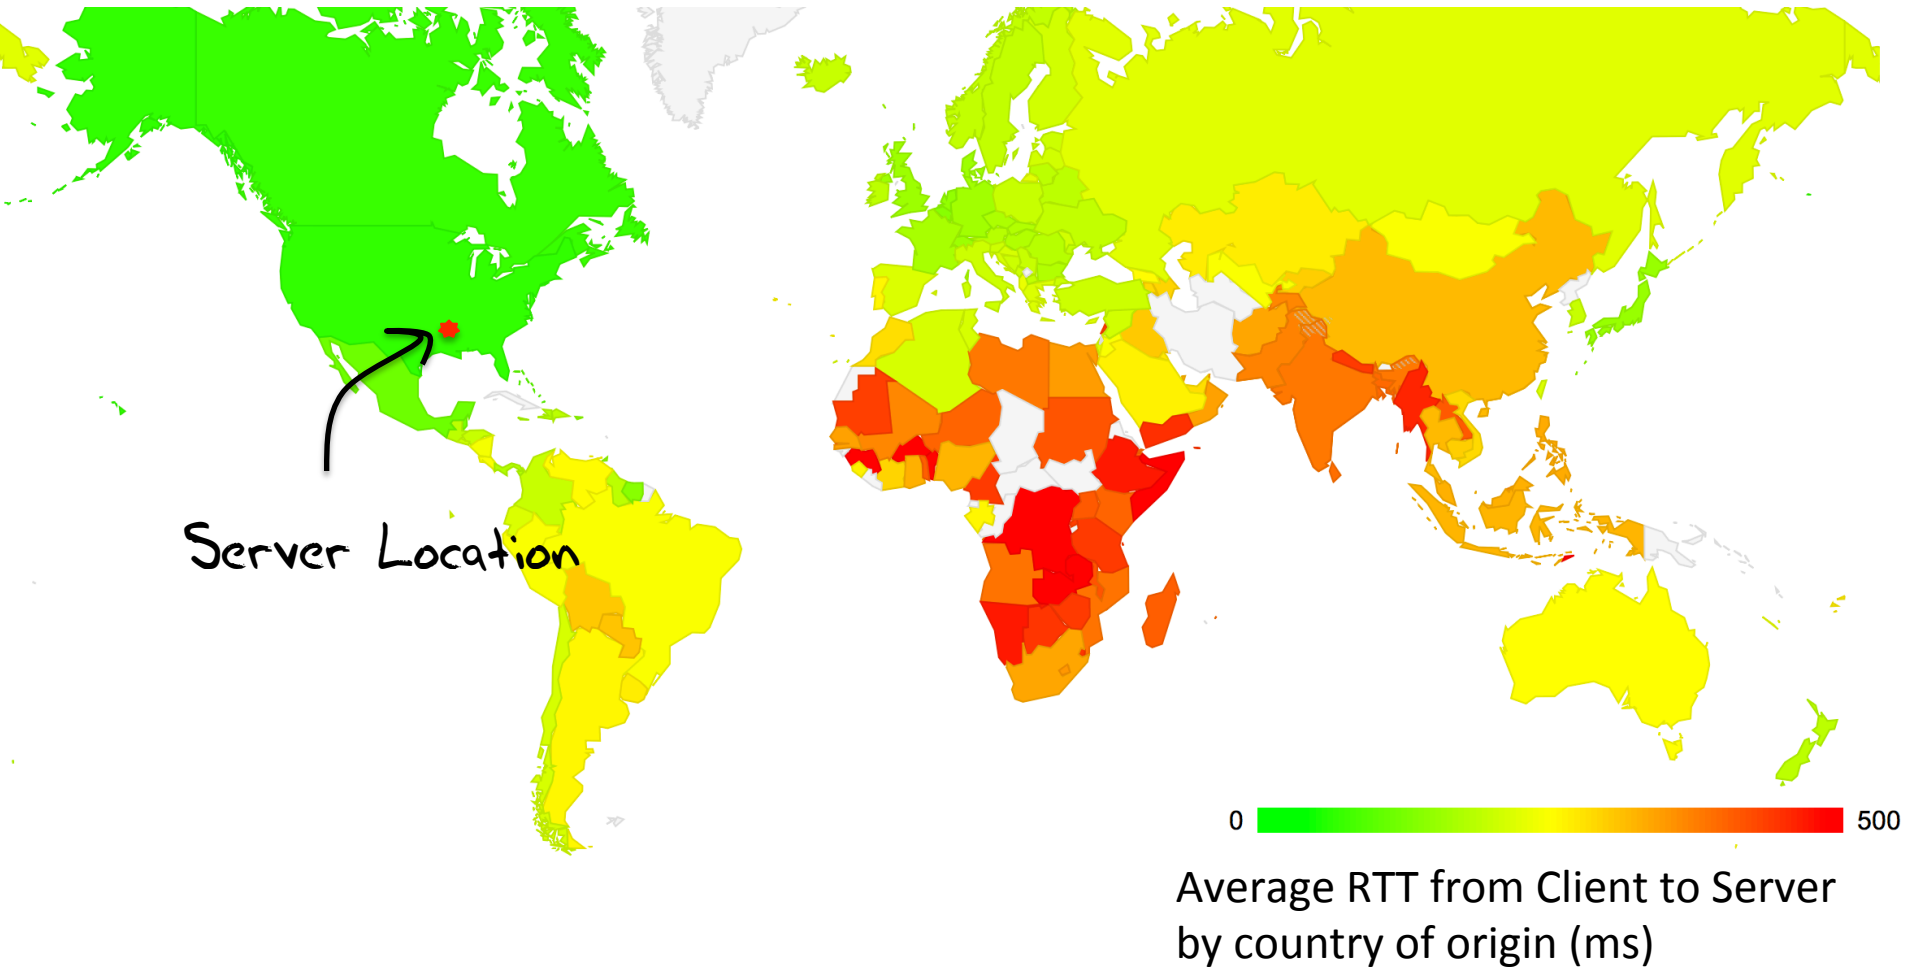 Server Location
0
500
Average RTT from Client to Server
by country of origin (ms)